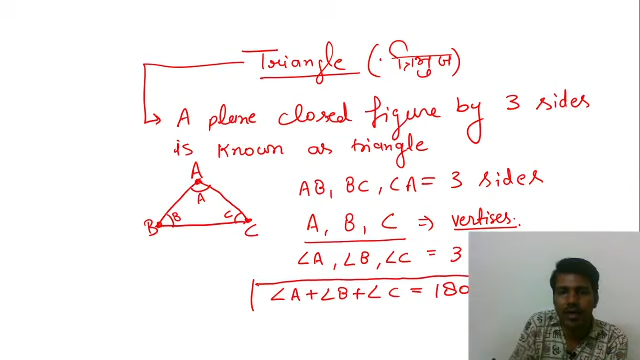 Triangle (त्रिभुज)
A plane closed figure by 3 sides
is known as triangle
A
A
B
B
C
C
AB, BC, CA = 3 sides
A, B, C ⇒ vertises.
∠A, ∠B, ∠C = 3
∠A+∠B+∠C = 180